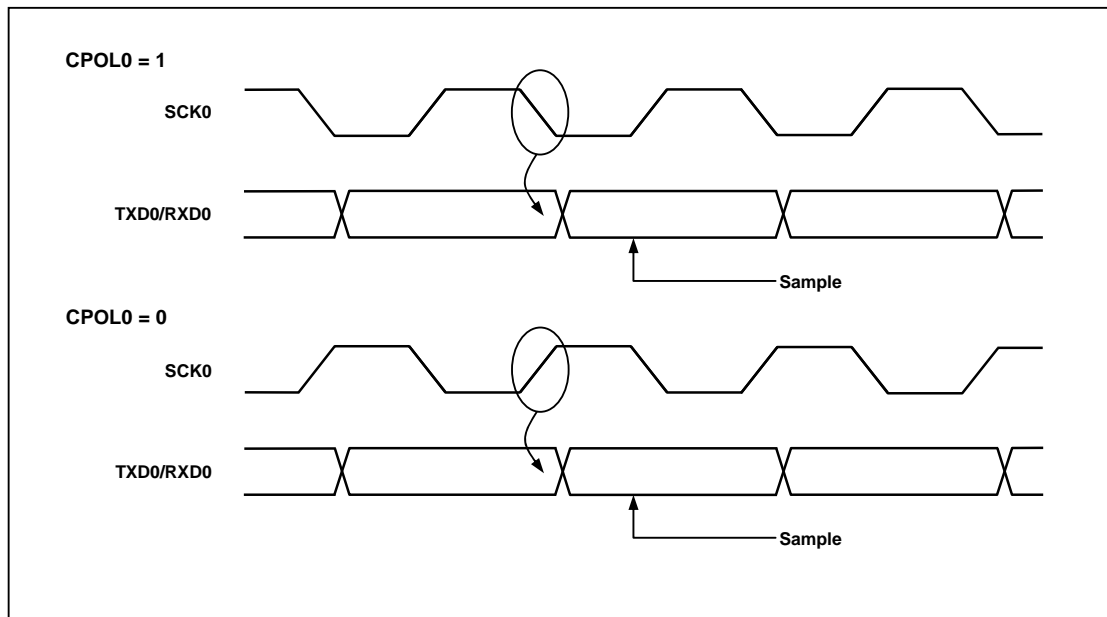 CPOL0 = 1
SCK0
TXD0/RXD0
Sample
CPOL0 = 0
SCK0
TXD0/RXD0
Sample